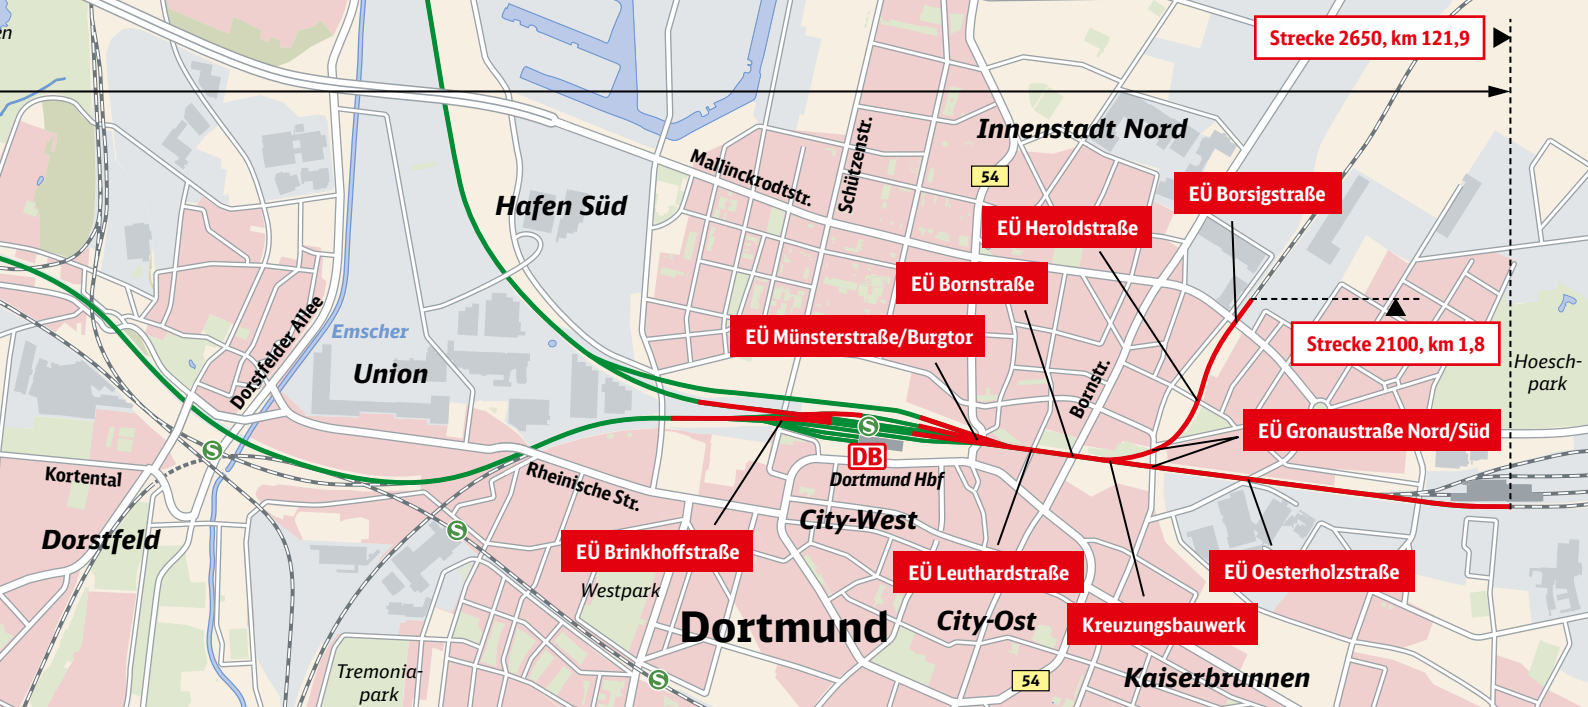 en
Strecke 2650, km 121,9
Innenstadt Nord
Schützenstr.
Mallinckrodtstr.
54
EÜ Borsigstraße
Hafen Süd
EÜ Heroldstraße
EÜ Bornstraße
Dorstfelder Allee
Emscher
EÜ Münsterstraße/Burgtor
Strecke 2100, km 1,8
Union
Hoesch-
park
Bornstr.
S
EÜ Gronaustraße Nord/Süd
S
DB
Kortental
Rheinische Str.
Dortmund Hbf
City-West
S
Dorstfeld
EÜ Brinkhoffstraße
EÜ Leuthardstraße
EÜ Oesterholzstraße
Westpark
Dortmund
City-Ost
Kreuzungsbauwerk
Tremonia-
park
S
54
Kaiserbrunnen